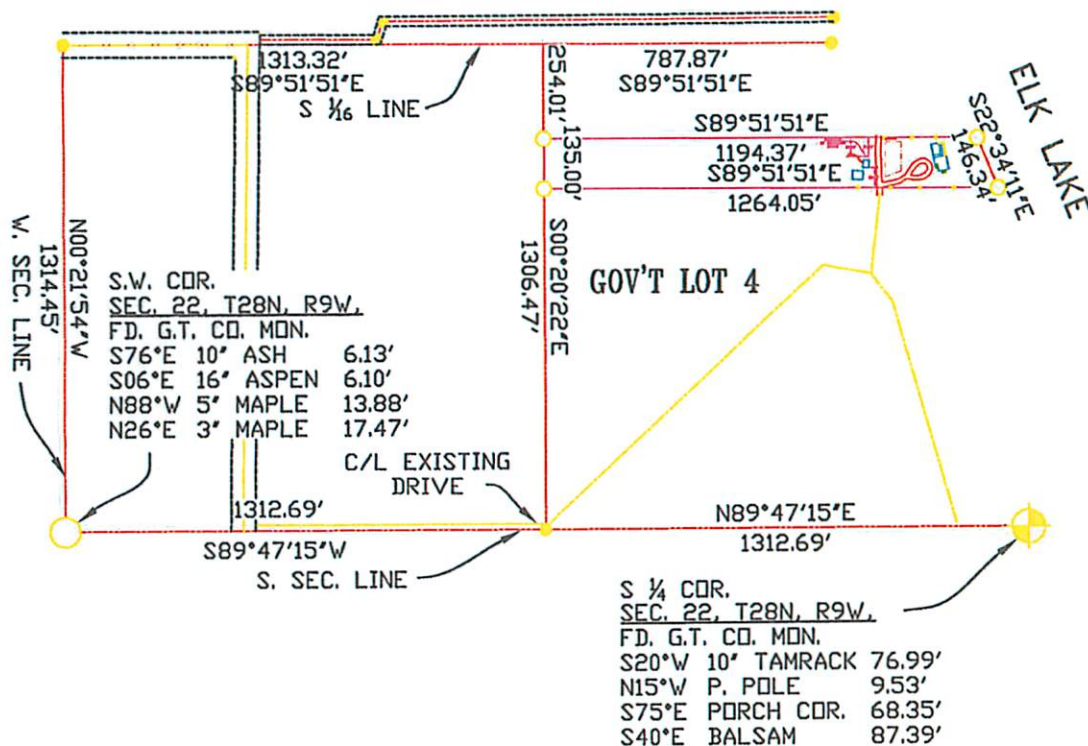 1313.32'
S89°51'51"E
S 1/16 LINE
787.87'
S89°51'51"E
254.01'
135.00'
S89°51'51"E
1194.37'
S89°51'51"E
1264.05'
S22°34'11"E
146.34'
ELK LAKE
W. SEC. LINE
N00°21'54"W
1314.45'
S00°20'22"E
1306.47'
GOV'T LOT 4
S.W. COR.
SEC. 22, T28N, R9W,
FD. G.T. CO. MON.
S76°E 10" ASH 6.13'
S06°E 16" ASPEN 6.10'
N88°W 5" MAPLE 13.88'
N26°E 3" MAPLE 17.47'
C/L EXISTING
DRIVE
1312.69'
S89°47'15"W
S. SEC. LINE
N89°47'15"E
1312.69'
S 1/4 COR.
SEC. 22, T28N, R9W,
FD. G.T. CO. MON.
S20°W 10" TAMRACK 76.99'
N15°W P. POLE 9.53'
S75°E PORCH COR. 68.35'
S40°E BALSAM 87.39'